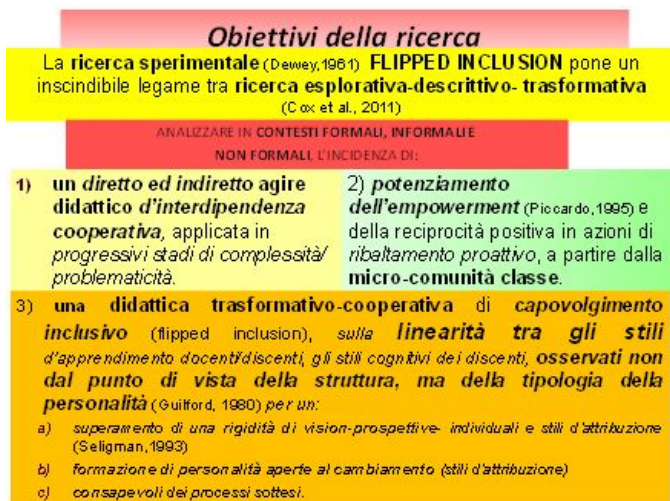 Obiettivi della ricerca
La ricerca sperimentale (Dewey,1961) FLIPPED INCLUSION pone un
inscindibile legame tra ricerca esplorativa-descrittivo- trasformativa
(Cox et al., 2011)
ANALIZZARE IN CONTESTI FORMALI, INFORMALI E
NON FORMALI, L'INCIDENZA DI:
1) un diretto ed indiretto agire
didattico d'interdipendenza
cooperativa, applicata in
progressivi stadi di complessità/
problematicità.
2) potenziamento
dell'empowerment (Piccardo,1995) e
della reciprocità positiva in azioni di
ribaltamento proattivo, a partire dalla
micro-comunità classe.
3) una didattica trasformativo-cooperativa di capovolgimento
inclusivo (flipped inclusion), sulla linearità tra gli stili
d'apprendimento docenti/discenti, gli stili cognitivi dei discenti, osservati non
dal punto di vista della struttura, ma della tipologia della
personalità (Guilford, 1980) per un:
a) superamento di una rigidità di vision-prospettive- individuali e stili d'attribuzione
(Seligman,1993)
b) formazione di personalità aperte al cambiamento (stili d'attribuzione)
c) consapevoli dei processi sottesi.